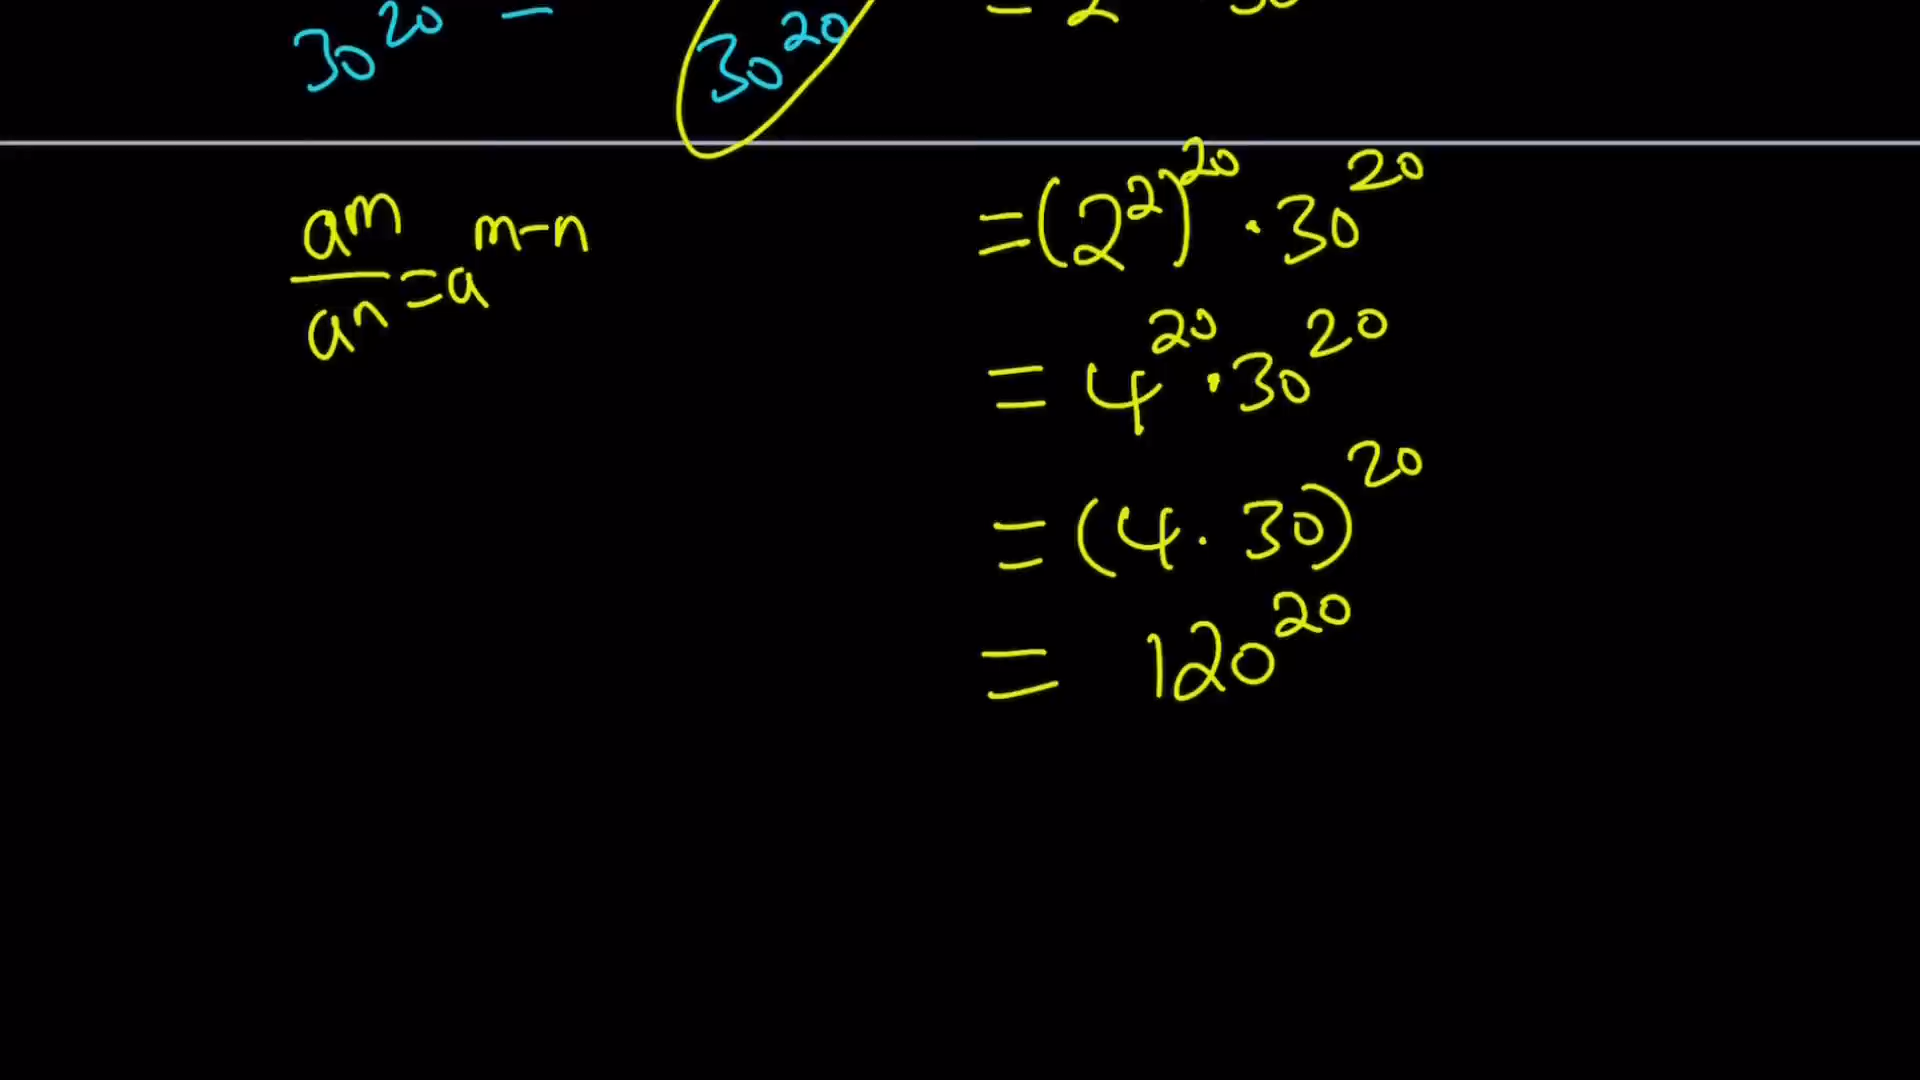 30^20 = 30^20
= 2
a^m / a^n = a^(m-n)
= (2^2)^20 · 30^20
= 4^20 · 30^20
= (4 · 30)^20
= 120^20